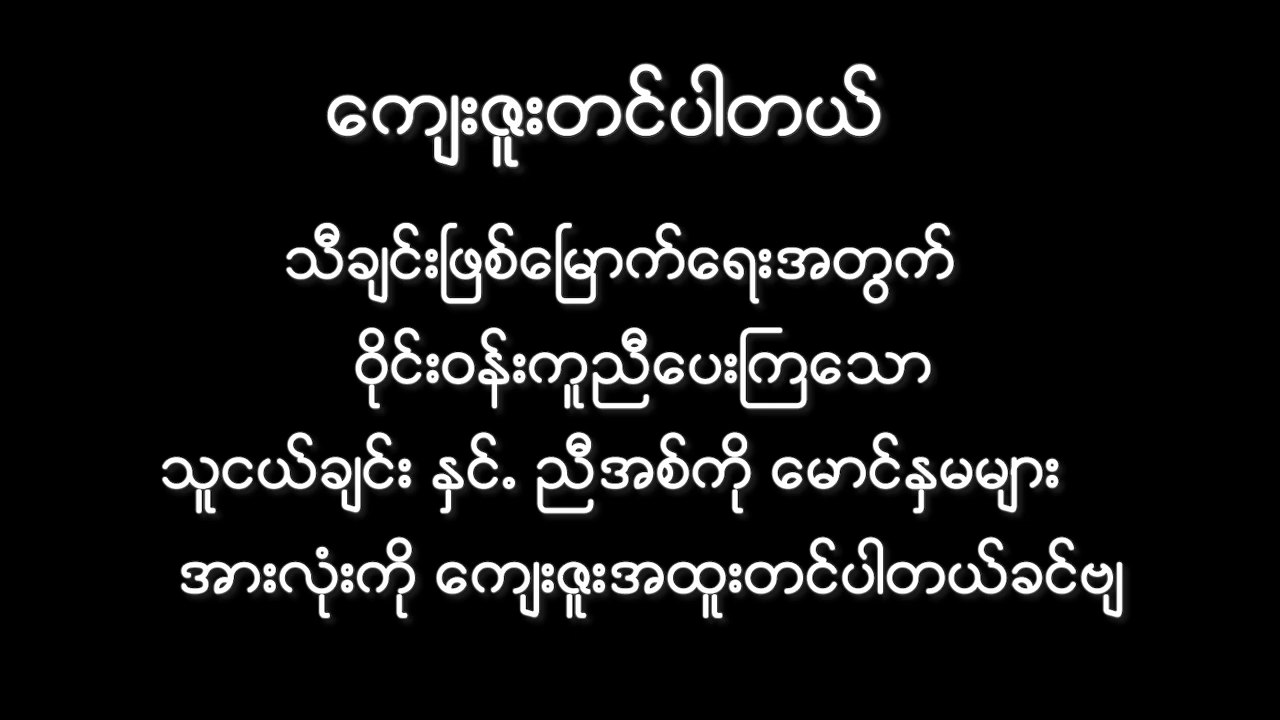 ကျေးဇူးတင်ပါတယ်
သီချင်းဖြစ်မြောက်ရေးအတွက်
ဝိုင်းဝန်းကူညီပေးကြသော
သူငယ်ချင်း နှင့် ညီအစ်ကို မောင်နှမများ
အားလုံးကို ကျေးဇူးအထူးတင်ပါတယ်ခင်ဗျ